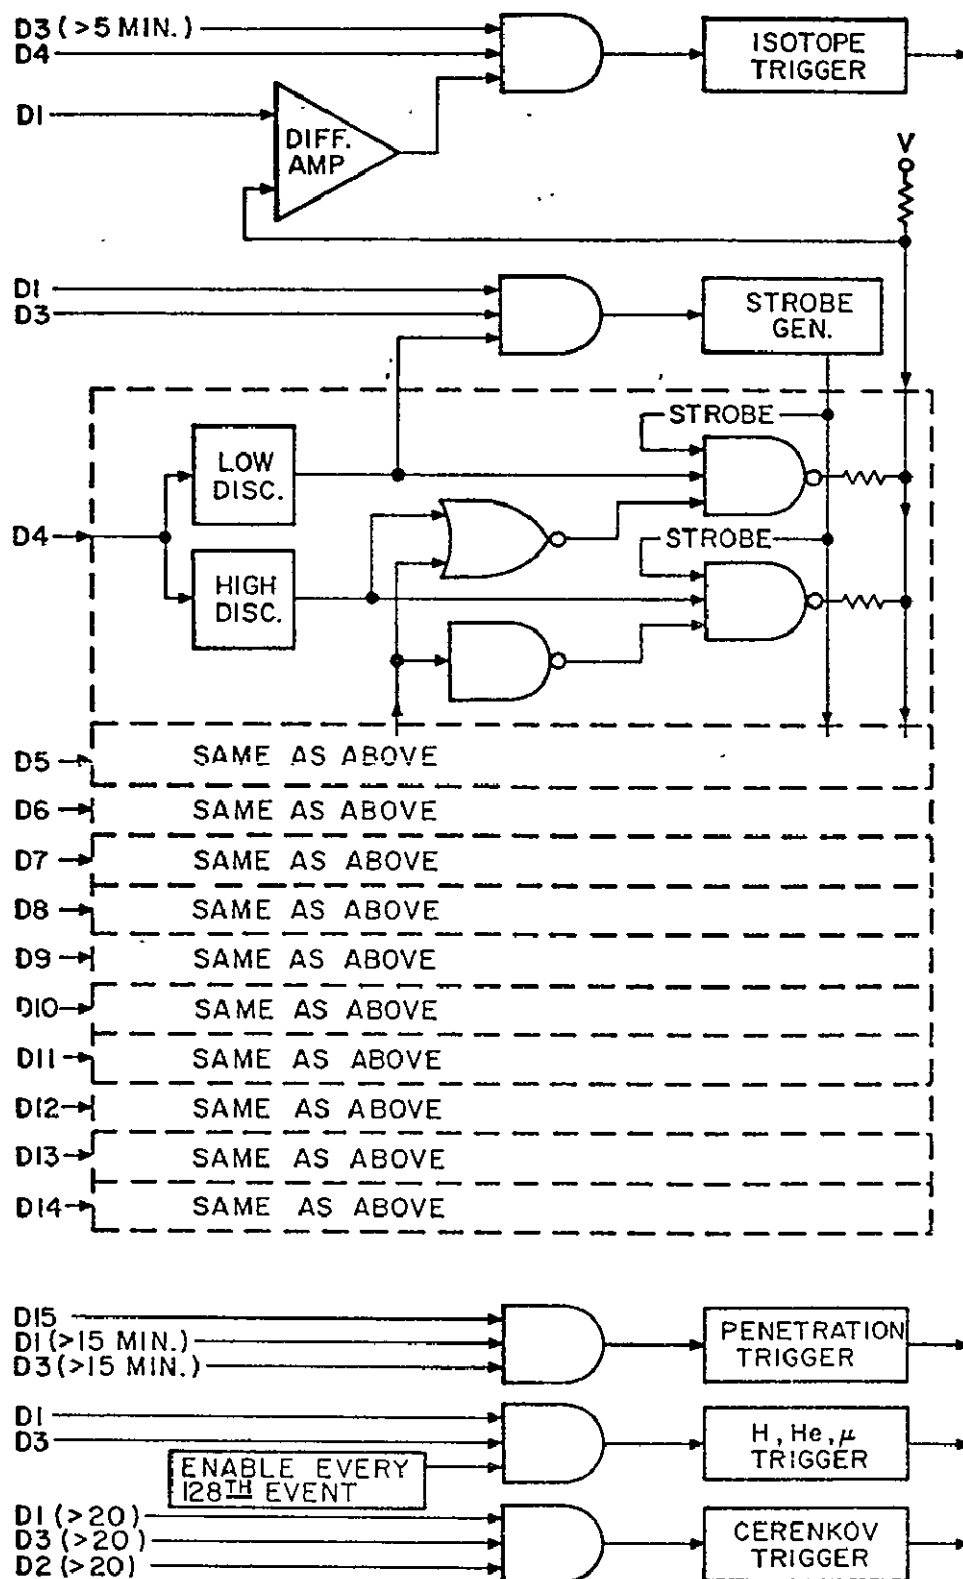 D3 (>5 MIN.)
D4
ISOTOPE
TRIGGER
D1
DIFF.
AMP
V
D1
D3
STROBE
GEN.
STROBE
LOW
DISC.
D4
STROBE
HIGH
DISC.
D5 SAME AS ABOVE
D6 SAME AS ABOVE
D7 SAME AS ABOVE
D8 SAME AS ABOVE
D9 SAME AS ABOVE
D10 SAME AS ABOVE
D11 SAME AS ABOVE
D12 SAME AS ABOVE
D13 SAME AS ABOVE
D14 SAME AS ABOVE
D15
D1 (>15 MIN.)
D3 (>15 MIN.)
PENETRATION
TRIGGER
D1
D3
ENABLE EVERY
128TH EVENT
H, He, μ
TRIGGER
D1 (>20)
D3 (>20)
D2 (>20)
CERENKOV
TRIGGER